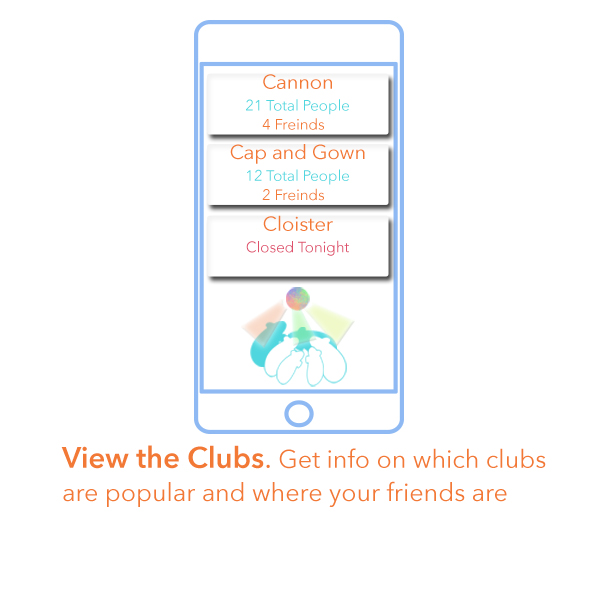 Cannon
21 Total People
4 Freinds
Cap and Gown
12 Total People
2 Freinds
Cloister
Closed Tonight
View the Clubs. Get info on which clubs
are popular and where your friends are